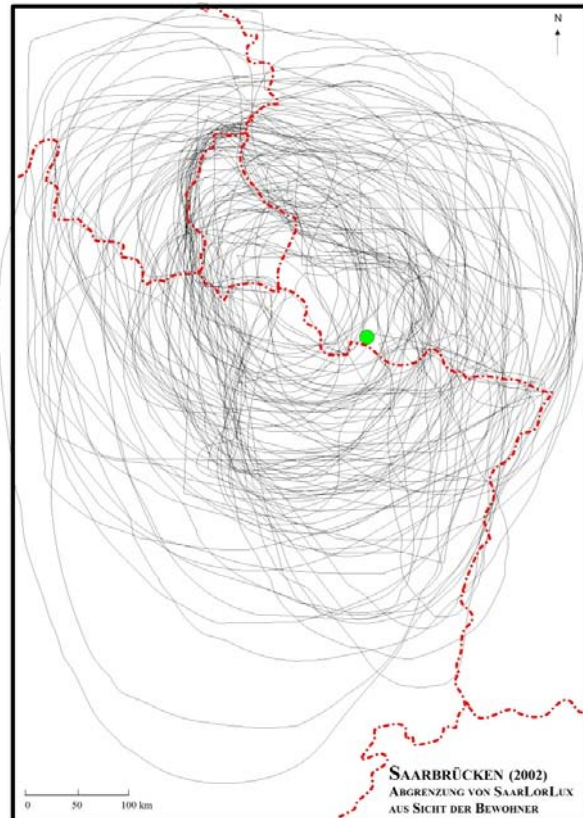 N
0 50 100 km
SAARBRÜCKEN (2002)
ABGRENZUNG VON SAARLORLUX
AUS SICHT DER BEWOHNER